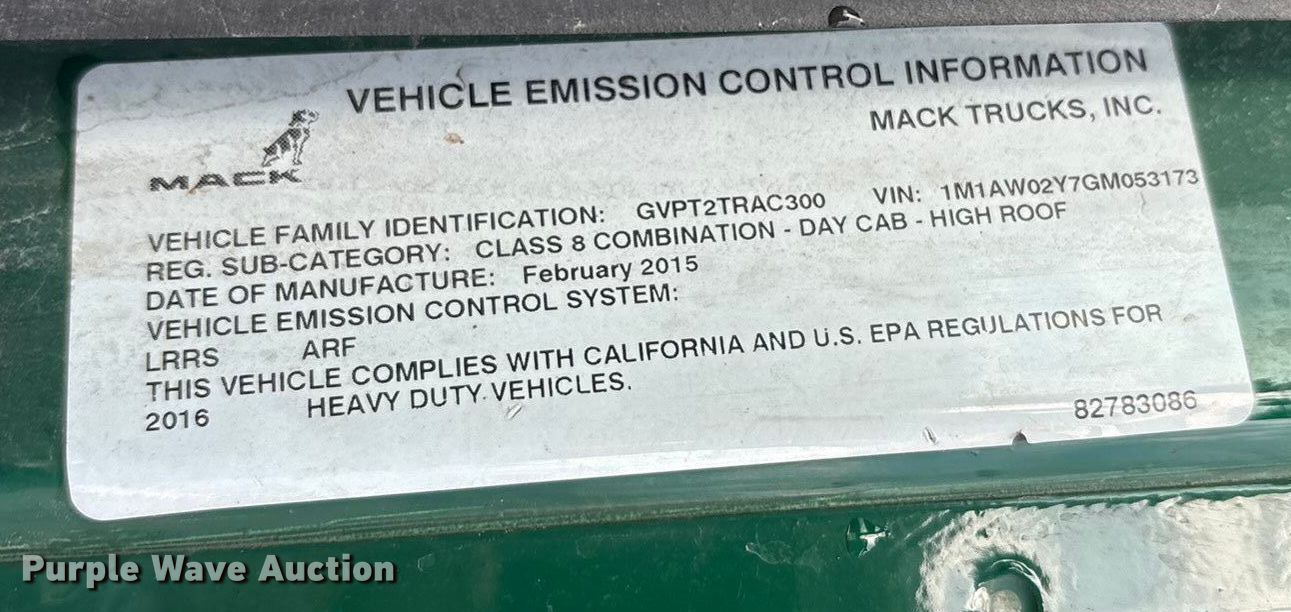 VEHICLE EMISSION CONTROL INFORMATION
MACK TRUCKS, INC.
MACK
VEHICLE FAMILY IDENTIFICATION: GVPT2TRAC300 VIN: 1M1AW02Y7GM053173
REG. SUB-CATEGORY: CLASS 8 COMBINATION - DAY CAB - HIGH ROOF
DATE OF MANUFACTURE: February 2015
VEHICLE EMISSION CONTROL SYSTEM:
LRRS ARF
THIS VEHICLE COMPLIES WITH CALIFORNIA AND U.S. EPA REGULATIONS FOR
2016 HEAVY DUTY VEHICLES.
82783086
Purple Wave Auction